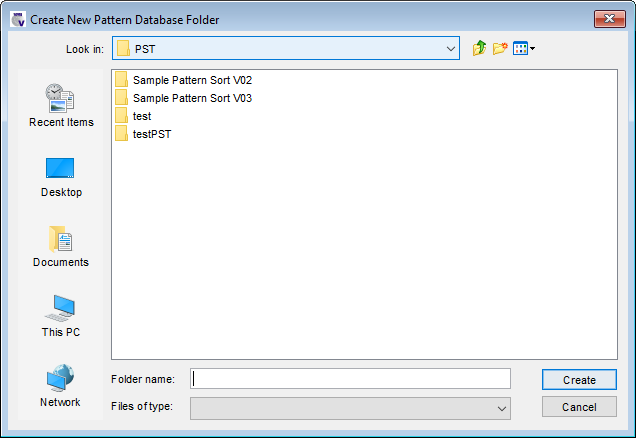 Create New Pattern Database Folder
Look in: PST
Sample Pattern Sort V02
Sample Pattern Sort V03
test
testPST
Recent Items
Desktop
Documents
This PC
Network
Folder name:
Create
Files of type:
Cancel